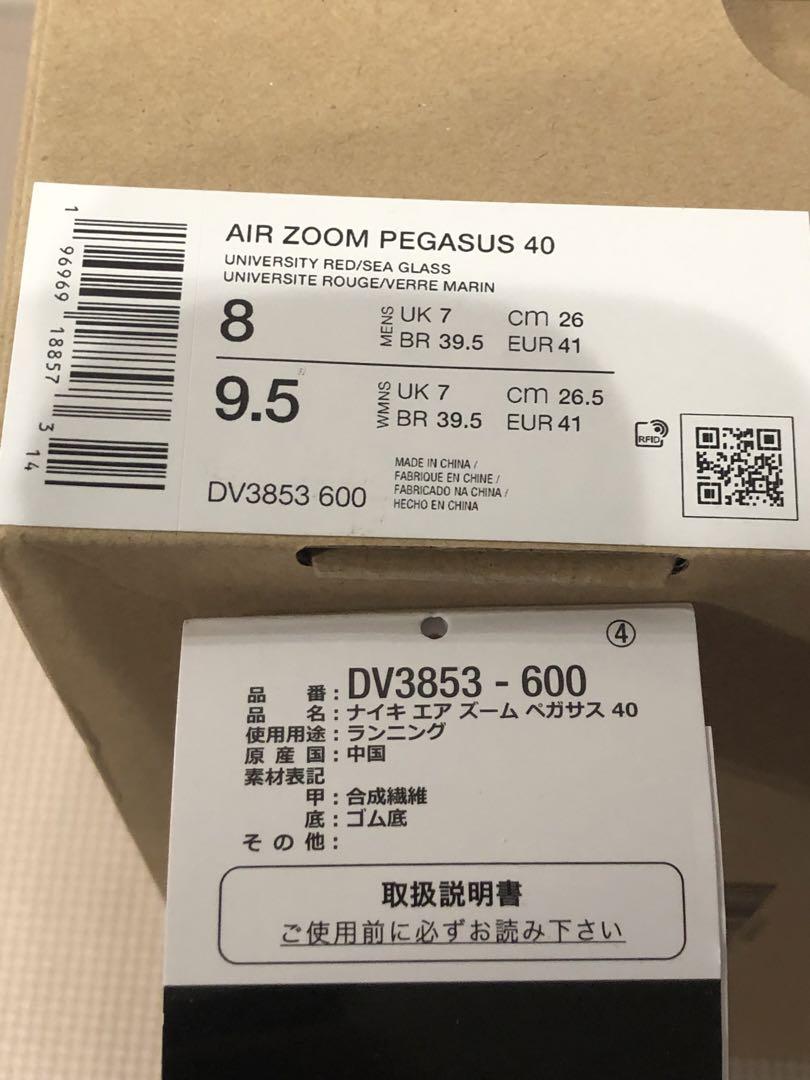 AIR ZOOM PEGASUS 40
UNIVERSITY RED/SEA GLASS
UNIVERSITE ROUGE/VERRE MARIN
8
MENS
UK 7
cm 26
BR 39.5
EUR 41
9.5
WMNS
UK 7
cm 26.5
BR 39.5
EUR 41
RFID
DV3853 600
MADE IN CHINA /
FABRIQUE EN CHINE /
FABRICADO NA CHINA /
HECHO EN CHINA
1 96969 18857 3 14
④
品 番 : DV3853 - 600
品 名 : ナイキ エア ズーム ペガサス 40
使用用途 : ランニング
原 産 国 : 中国
素材表記
甲 : 合成繊維
底 : ゴム底
そ の 他 :
取扱説明書
ご使用前に必ずお読み下さい